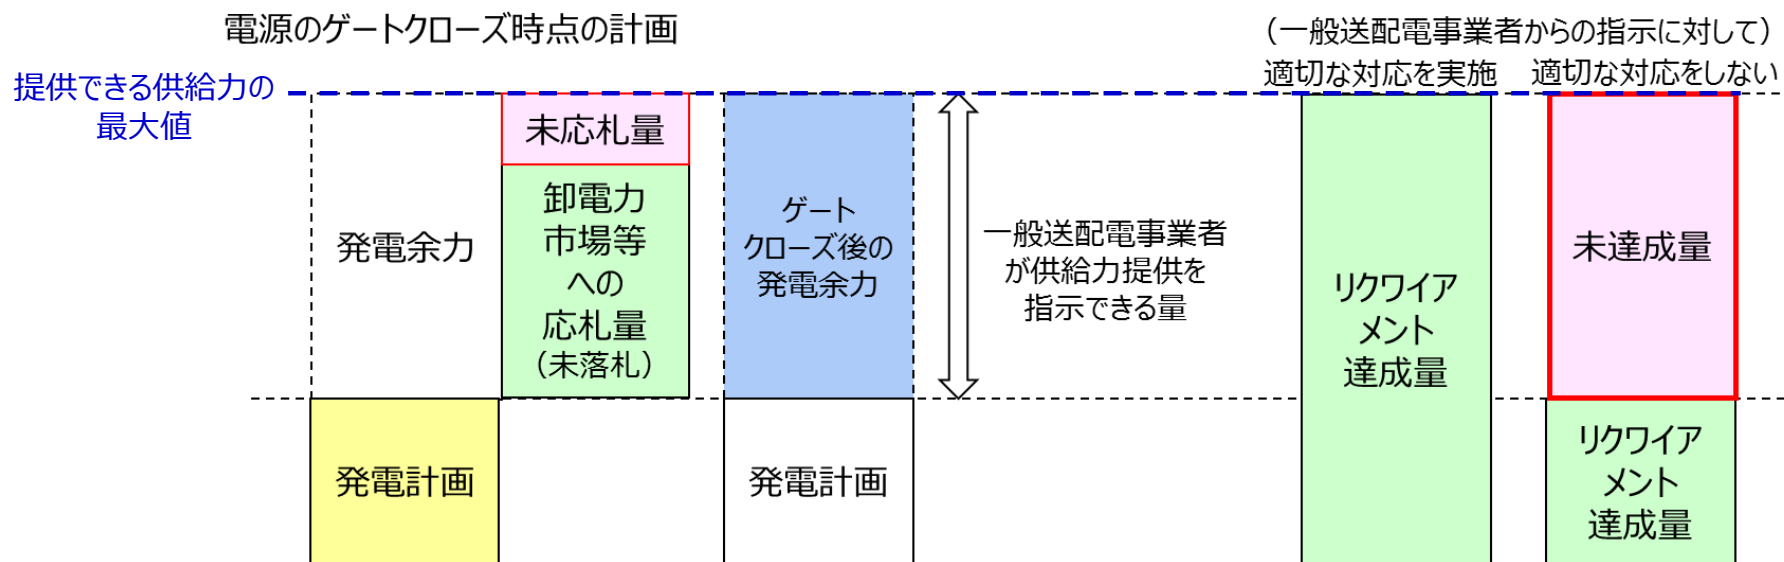 電源のゲートクローズ時点の計画
（一般送配電事業者からの指示に対して）
適切な対応を実施
適切な対応をしない
提供できる供給力の
最大値
発電余力
未応札量
卸電力
市場等
への
応札量
（未落札）
ゲート
クローズ後の
発電余力
一般送配電事業者
が供給力提供を
指示できる量
リクワイア
メント
達成量
未達成量
発電計画
発電計画
リクワイア
メント
達成量